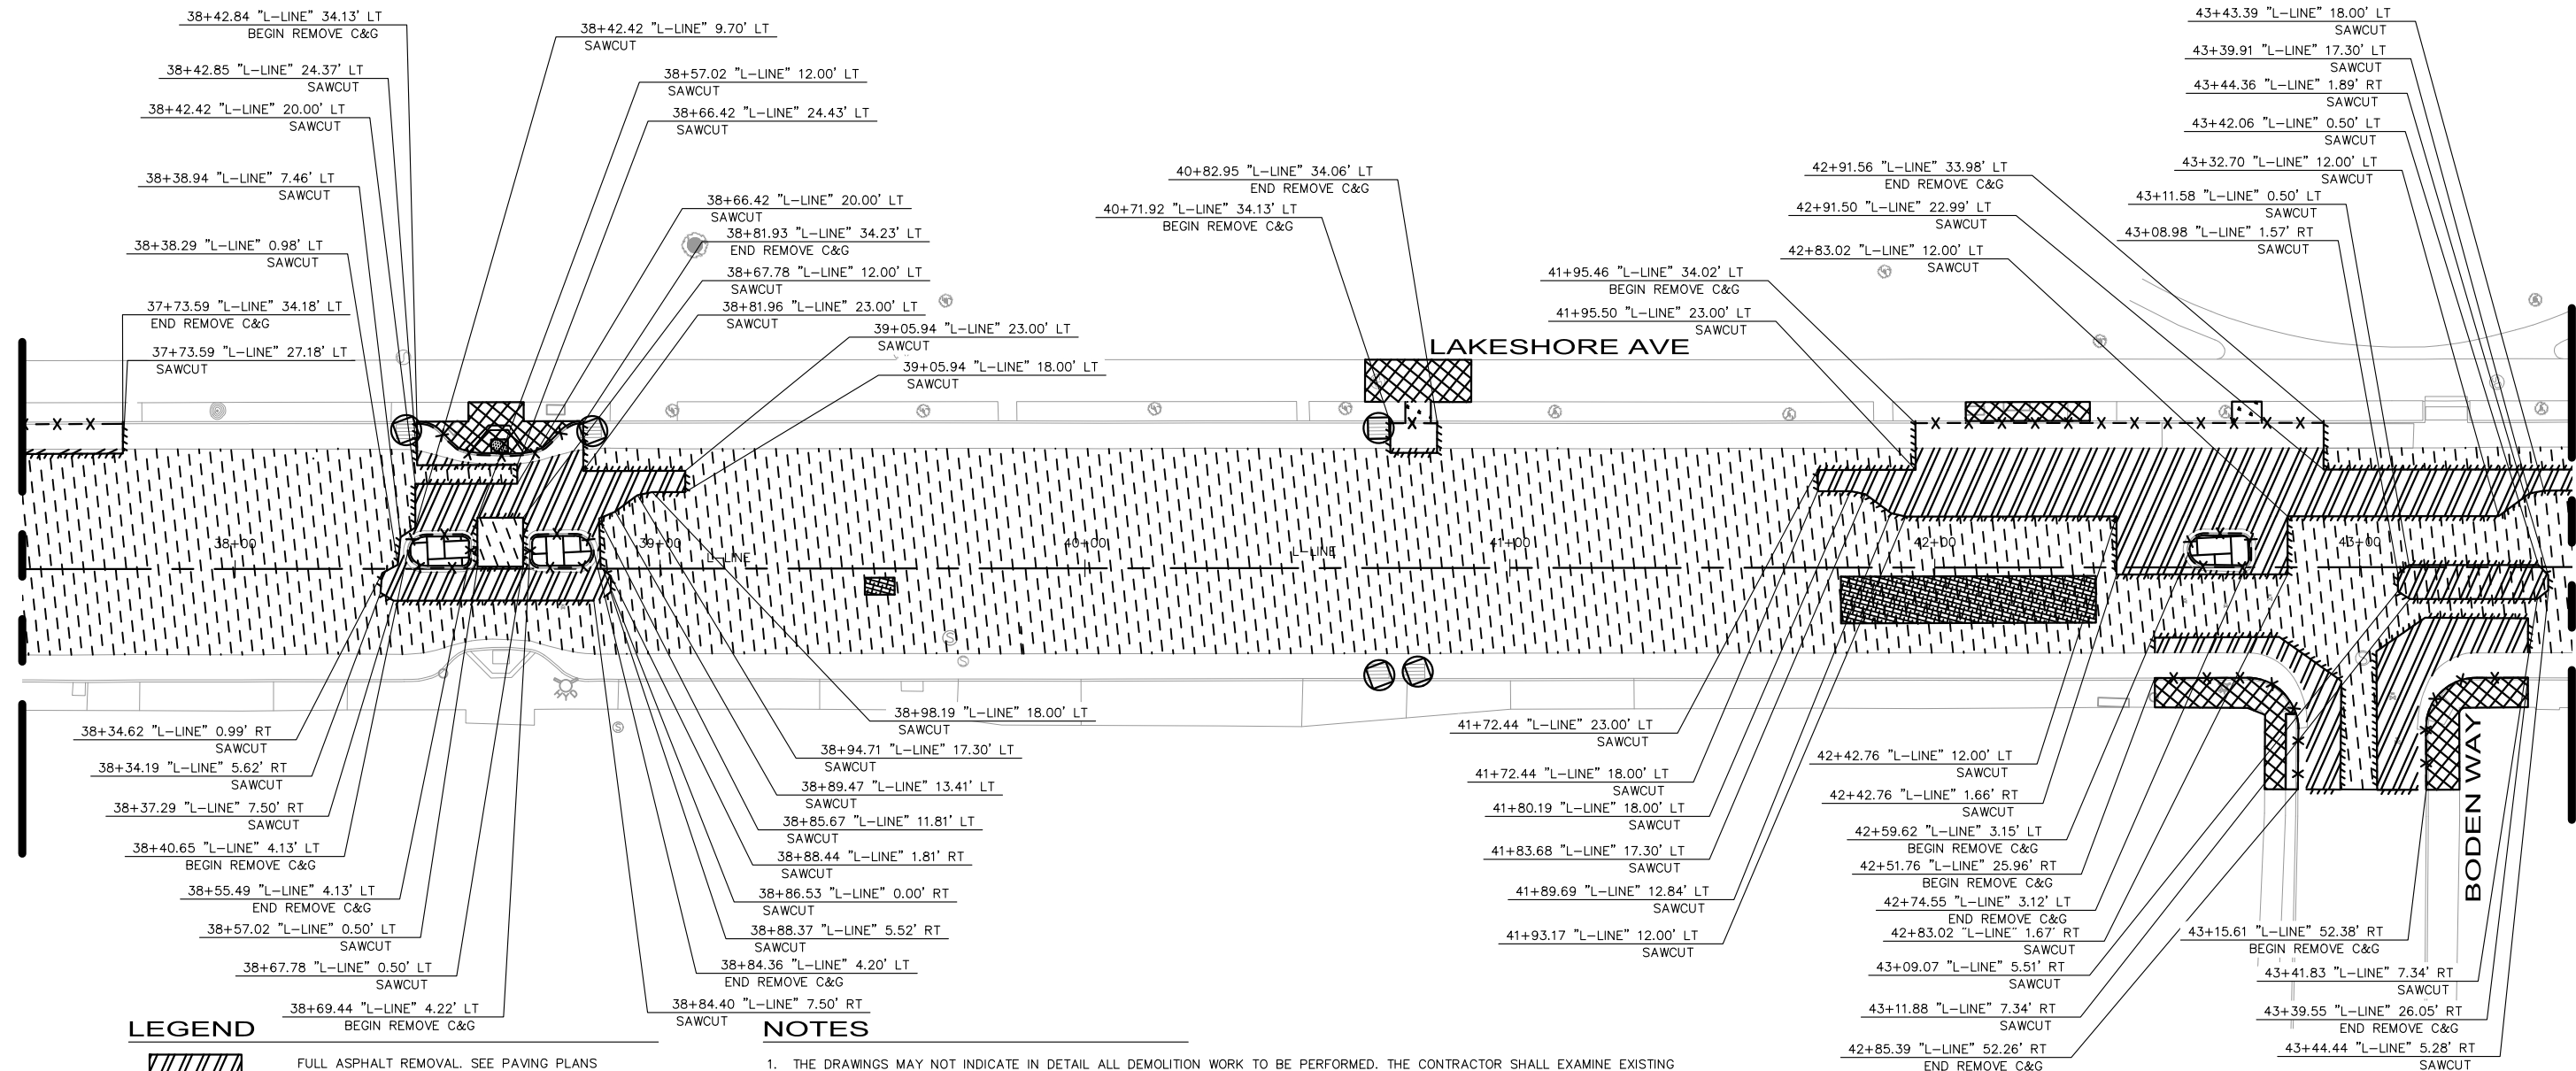 38+42.84 "L-LINE" 34.13' LT
BEGIN REMOVE C&G
38+42.85 "L-LINE" 24.37' LT
SAWCUT
38+42.42 "L-LINE" 20.00' LT
SAWCUT
38+38.94 "L-LINE" 7.46' LT
SAWCUT
38+38.29 "L-LINE" 0.98' LT
SAWCUT
37+73.59 "L-LINE" 34.18' LT
END REMOVE C&G
37+73.59 "L-LINE" 27.18' LT
SAWCUT
38+42.42 "L-LINE" 9.70' LT
SAWCUT
38+57.02 "L-LINE" 12.00' LT
SAWCUT
38+66.42 "L-LINE" 24.43' LT
SAWCUT
38+66.42 "L-LINE" 20.00' LT
SAWCUT
38+81.93 "L-LINE" 34.23' LT
END REMOVE C&G
38+67.78 "L-LINE" 12.00' LT
SAWCUT
38+81.96 "L-LINE" 23.00' LT
SAWCUT
39+05.94 "L-LINE" 23.00' LT
SAWCUT
39+05.94 "L-LINE" 18.00' LT
SAWCUT
40+82.95 "L-LINE" 34.06' LT
END REMOVE C&G
40+71.92 "L-LINE" 34.13' LT
BEGIN REMOVE C&G
LAKESHORE AVE
41+95.46 "L-LINE" 34.02' LT
BEGIN REMOVE C&G
41+95.50 "L-LINE" 23.00' LT
SAWCUT
42+91.56 "L-LINE" 33.98' LT
END REMOVE C&G
42+91.50 "L-LINE" 22.99' LT
SAWCUT
42+83.02 "L-LINE" 12.00' LT
SAWCUT
43+43.39 "L-LINE" 18.00' LT
SAWCUT
43+39.91 "L-LINE" 17.30' LT
SAWCUT
43+44.36 "L-LINE" 1.89' RT
SAWCUT
43+42.06 "L-LINE" 0.50' LT
SAWCUT
43+32.70 "L-LINE" 12.00' LT
SAWCUT
43+11.58 "L-LINE" 0.50' LT
SAWCUT
43+08.98 "L-LINE" 1.57' RT
SAWCUT
38+00
39+00
L-LINE
40+00
L-LINE
41+00
42+00
43+00
38+34.62 "L-LINE" 0.99' RT
SAWCUT
38+34.19 "L-LINE" 5.62' RT
SAWCUT
38+37.29 "L-LINE" 7.50' RT
SAWCUT
38+40.65 "L-LINE" 4.13' LT
BEGIN REMOVE C&G
38+55.49 "L-LINE" 4.13' LT
END REMOVE C&G
38+57.02 "L-LINE" 0.50' LT
SAWCUT
38+67.78 "L-LINE" 0.50' LT
SAWCUT
38+69.44 "L-LINE" 4.22' LT
BEGIN REMOVE C&G
38+98.19 "L-LINE" 18.00' LT
SAWCUT
38+94.71 "L-LINE" 17.30' LT
SAWCUT
38+89.47 "L-LINE" 13.41' LT
SAWCUT
38+85.67 "L-LINE" 11.81' LT
SAWCUT
38+88.44 "L-LINE" 1.81' RT
SAWCUT
38+86.53 "L-LINE" 0.00' RT
SAWCUT
38+88.37 "L-LINE" 5.52' RT
SAWCUT
38+84.36 "L-LINE" 4.20' LT
END REMOVE C&G
38+84.40 "L-LINE" 7.50' RT
SAWCUT
41+72.44 "L-LINE" 23.00' LT
SAWCUT
41+72.44 "L-LINE" 18.00' LT
SAWCUT
41+80.19 "L-LINE" 18.00' LT
SAWCUT
41+83.68 "L-LINE" 17.30' LT
SAWCUT
41+89.69 "L-LINE" 12.84' LT
SAWCUT
41+93.17 "L-LINE" 12.00' LT
SAWCUT
42+42.76 "L-LINE" 12.00' LT
SAWCUT
42+42.76 "L-LINE" 1.66' RT
SAWCUT
42+59.62 "L-LINE" 3.15' LT
BEGIN REMOVE C&G
42+51.76 "L-LINE" 25.96' RT
BEGIN REMOVE C&G
42+74.55 "L-LINE" 3.12' LT
END REMOVE C&G
42+83.02 "L-LINE" 1.67' RT
SAWCUT
43+09.07 "L-LINE" 5.51' RT
SAWCUT
43+11.88 "L-LINE" 7.34' RT
SAWCUT
42+85.39 "L-LINE" 52.26' RT
END REMOVE C&G
BODEN WAY
43+15.61 "L-LINE" 52.38' RT
BEGIN REMOVE C&G
43+41.83 "L-LINE" 7.34' RT
SAWCUT
43+39.55 "L-LINE" 26.05' RT
END REMOVE C&G
43+44.44 "L-LINE" 5.28' RT
SAWCUT
LEGEND
FULL ASPHALT REMOVAL. SEE PAVING PLANS
NOTES
1. THE DRAWINGS MAY NOT INDICATE IN DETAIL ALL DEMOLITION WORK TO BE PERFORMED. THE CONTRACTOR SHALL EXAMINE EXISTING